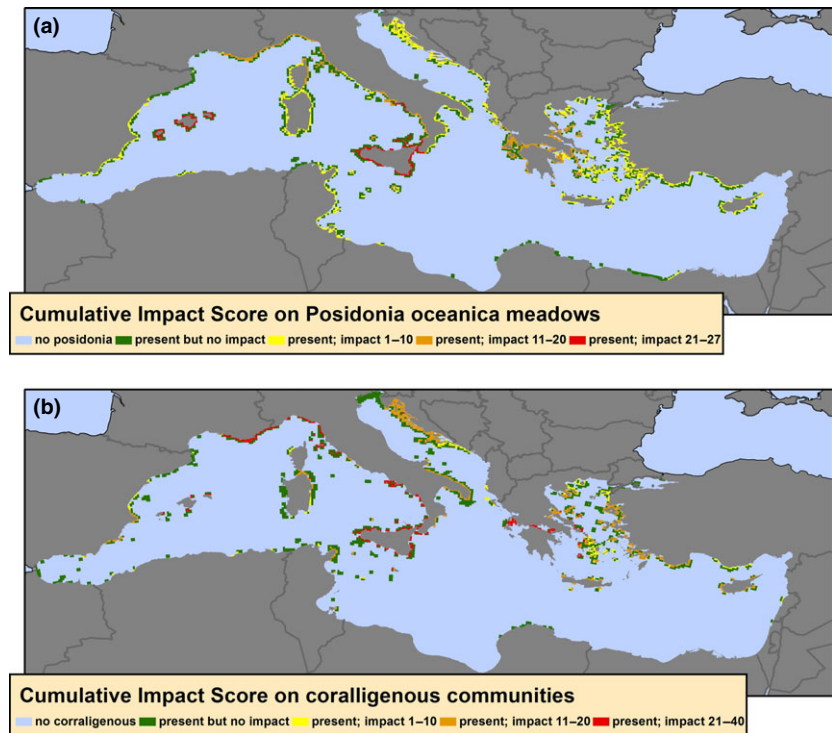 (a)
Cumulative Impact Score on Posidonia oceanica meadows
no posidonia present but no impact present; impact 1–10 present; impact 11–20 present; impact 21–27
(b)
Cumulative Impact Score on coralligenous communities
no corraligenous present but no impact present; impact 1–10 present; impact 11–20 present; impact 21–40